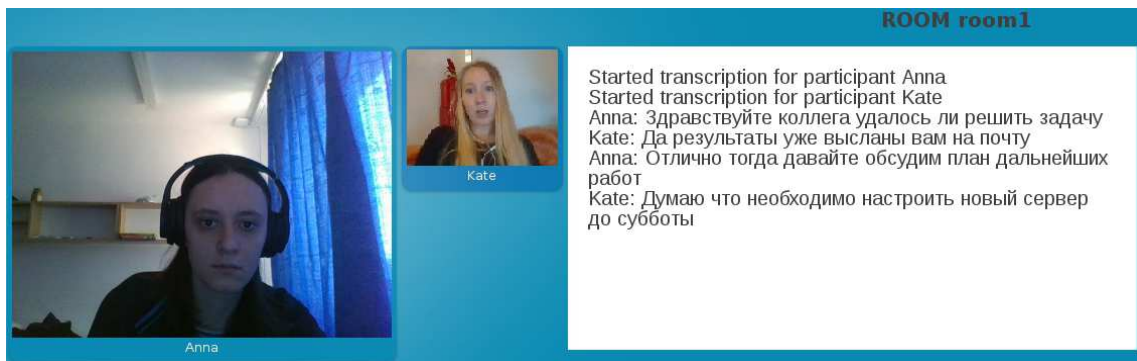 ROOM room1
Started transcription for participant Anna
Started transcription for participant Kate
Anna: Здравствуйте коллега удалось ли решить задачу
Kate: Да результаты уже высланы вам на почту
Anna: Отлично тогда давайте обсудим план дальнейших
работ
Kate: Думаю что необходимо настроить новый сервер
до субботы
Kate
Anna